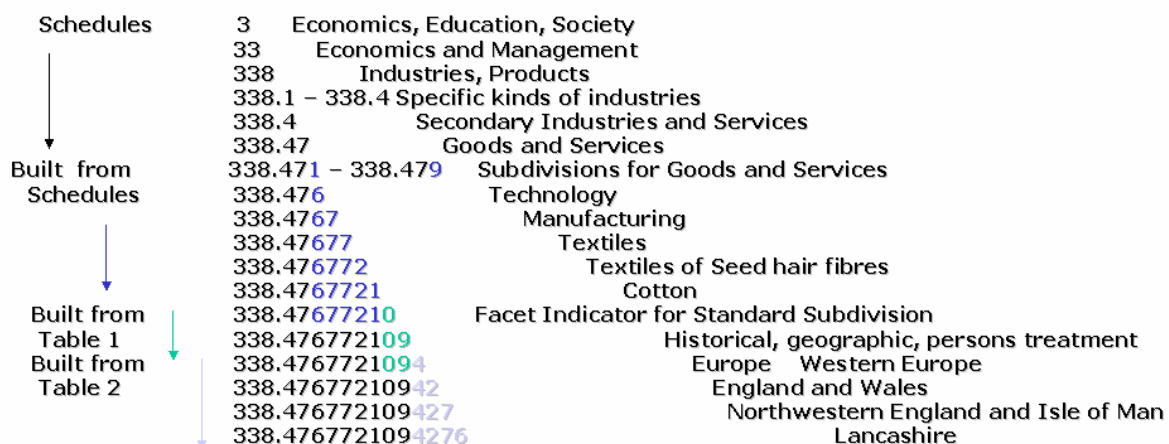 Schedules 3 Economics, Education, Society
33 Economics and Management
338 Industries, Products
338.1 – 338.4 Specific kinds of industries
338.4 Secondary Industries and Services
338.47 Goods and Services
Built from 338.471 – 338.479 Subdivisions for Goods and Services
Schedules 338.476 Technology
338.4767 Manufacturing
338.47677 Textiles
338.476772 Textiles of Seed hair fibres
338.4767721 Cotton
Built from 338.47677210 Facet Indicator for Standard Subdivision
Table 1 338.476772109 Historical, geographic, persons treatment
Built from 338.4767721094 Europe Western Europe
Table 2 338.47677210942 England and Wales
338.476772109427 Northwestern England and Isle of Man
338.4767721094276 Lancashire